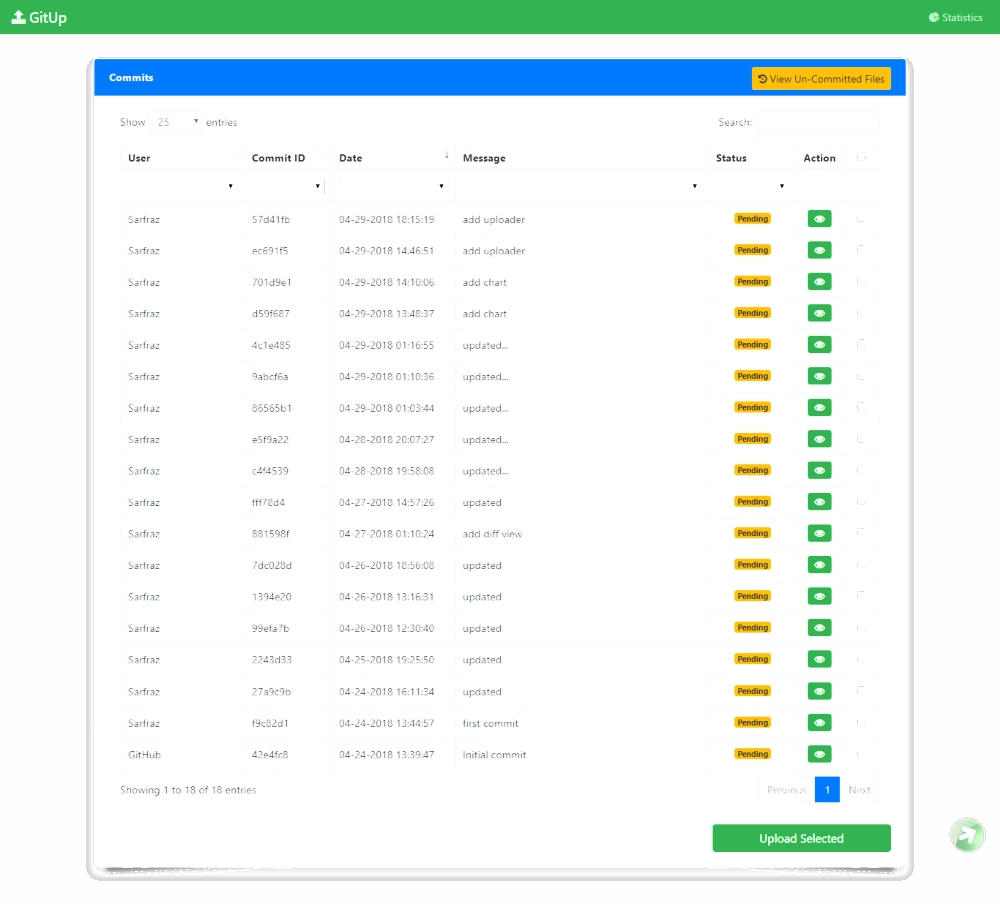 GitUp Statistics
Commits View Un-Committed Files
Show 25 entries Search:
User Commit ID Date Message Status Action
Sarfraz 57d41fb 04-29-2018 18:15:19 add uploader Pending
Sarfraz ec691f5 04-29-2018 14:46:51 add uploader Pending
Sarfraz 701d9e1 04-29-2018 14:10:06 add chart Pending
Sarfraz d59f687 04-29-2018 13:48:37 add chart Pending
Sarfraz 4c1e485 04-29-2018 01:16:55 updated... Pending
Sarfraz 9abcf6a 04-29-2018 01:10:36 updated... Pending
Sarfraz 86565b1 04-29-2018 01:03:44 updated... Pending
Sarfraz e5f9a22 04-28-2018 20:07:27 updated... Pending
Sarfraz c4f4539 04-28-2018 19:58:08 updated... Pending
Sarfraz fff78d4 04-27-2018 14:57:26 updated Pending
Sarfraz 881598f 04-27-2018 01:10:24 add diff view Pending
Sarfraz 7dc028d 04-26-2018 18:56:08 updated Pending
Sarfraz 1394e20 04-26-2018 13:16:31 updated Pending
Sarfraz 99efa7b 04-26-2018 12:30:40 updated Pending
Sarfraz 2243d33 04-25-2018 19:25:50 updated Pending
Sarfraz 27a9c9b 04-24-2018 16:11:34 updated Pending
Sarfraz f9c82d1 04-24-2018 13:44:57 first commit Pending
GitHub 42e4fc8 04-24-2018 13:39:47 Initial commit Pending
Showing 1 to 18 of 18 entries Previous 1 Next
Upload Selected